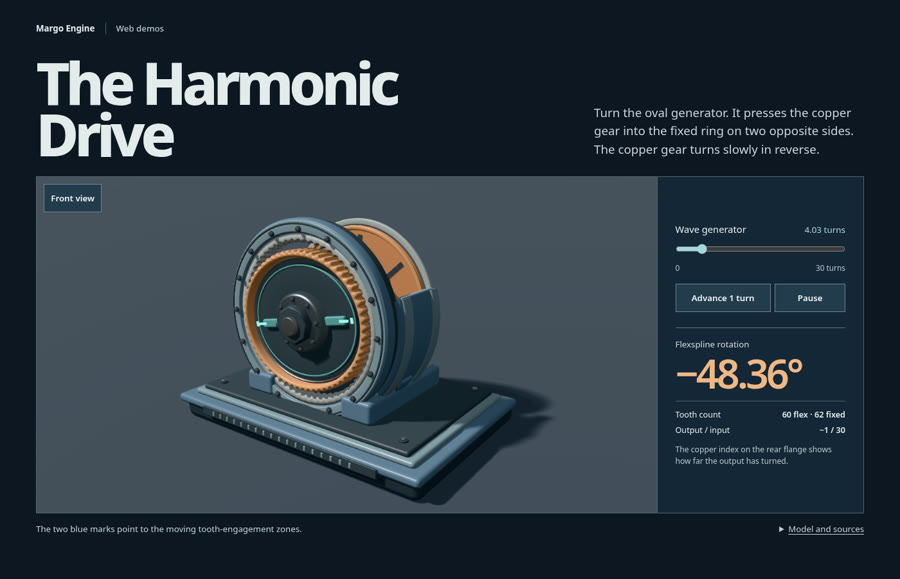 Margo Engine
Web demos
The Harmonic
Drive
Turn the oval generator. It presses the copper
gear into the fixed ring on two opposite sides.
The copper gear turns slowly in reverse.
Front view
Wave generator
4.03 turns
0
30 turns
Advance 1 turn
Pause
Flexspline rotation
−48.36°
Tooth count
60 flex · 62 fixed
Output / input
−1 / 30
The copper index on the rear flange shows
how far the output has turned.
The two blue marks point to the moving tooth-engagement zones.
Model and sources